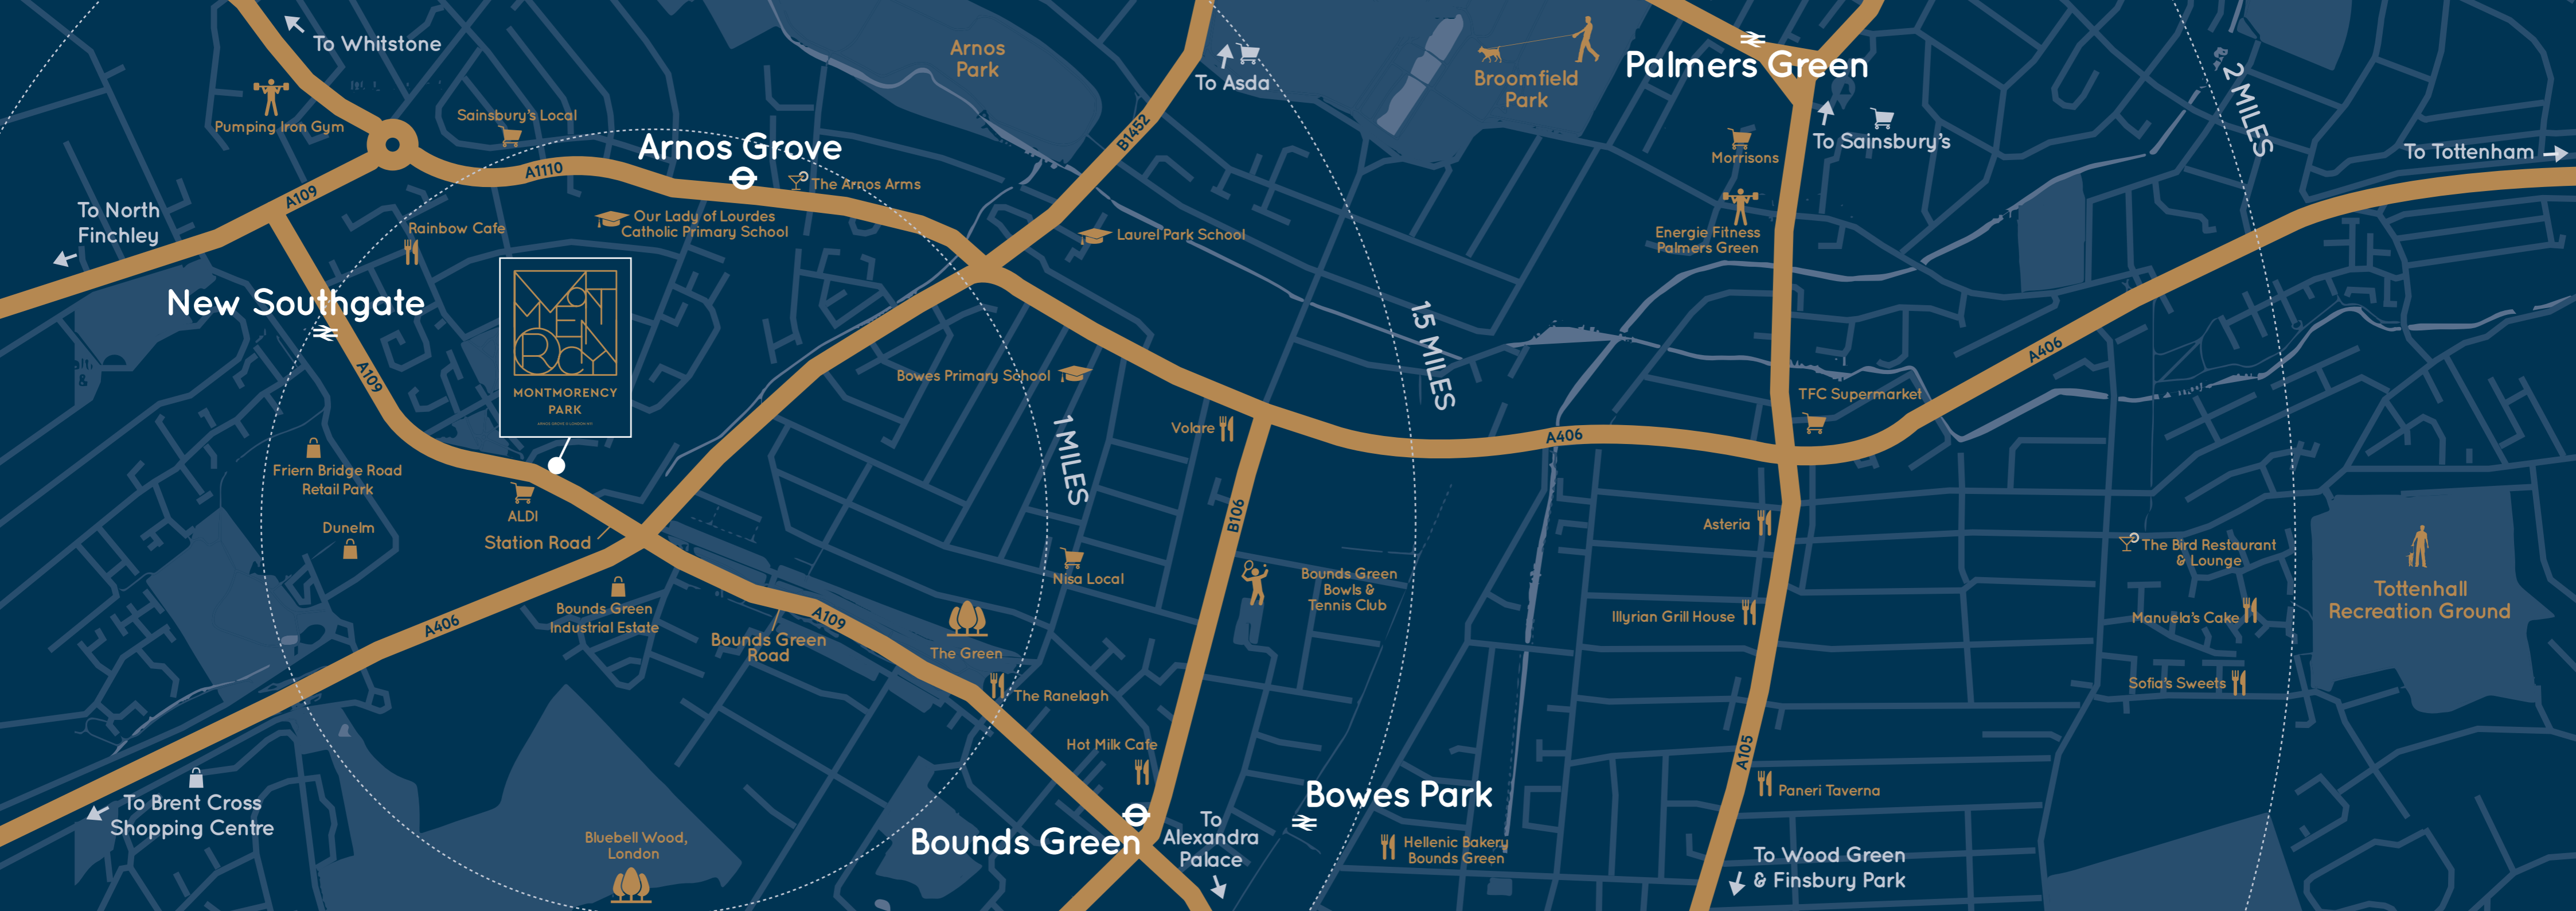 To Whitstone
Pumping Iron Gym
Sainsbury's Local
A1110
Arnos Grove
The Arnos Arms
Arnos
Park
B1452
To Asda
Broomfield
Park
Palmers Green
To Sainsbury's
Morrisons
Energie Fitness
Palmers Green
2 MILES
To Tottenham
A109
To North
Finchley
Rainbow Cafe
Our Lady of Lourdes
Catholic Primary School
Laurel Park School
New Southgate
A109
MONTMORENCY
MONTMORENCY
PARK
Bowes Primary School
1 MILES
Volare
1.5 MILES
A406
TFC Supermarket
A406
Friern Bridge Road
Retail Park
Dunelm
ALDI
Station Road
Bounds Green
Industrial Estate
A406
Bounds Green
Road
A109
The Green
The Ranelagh
Nisa Local
B106
Bounds Green
Bowls &
Tennis Club
Asteria
Illyrian Grill House
The Bird Restaurant
& Lounge
Manuela's Cake
Sofia's Sweets
Tottenhall
Recreation Ground
To Brent Cross
Shopping Centre
Bluebell Wood,
London
Hot Milk Cafe
Bounds Green
To
Alexandra
Palace
Bowes Park
Hellenic Bakery
Bounds Green
A105
Paneri Taverna
To Wood Green
& Finsbury Park